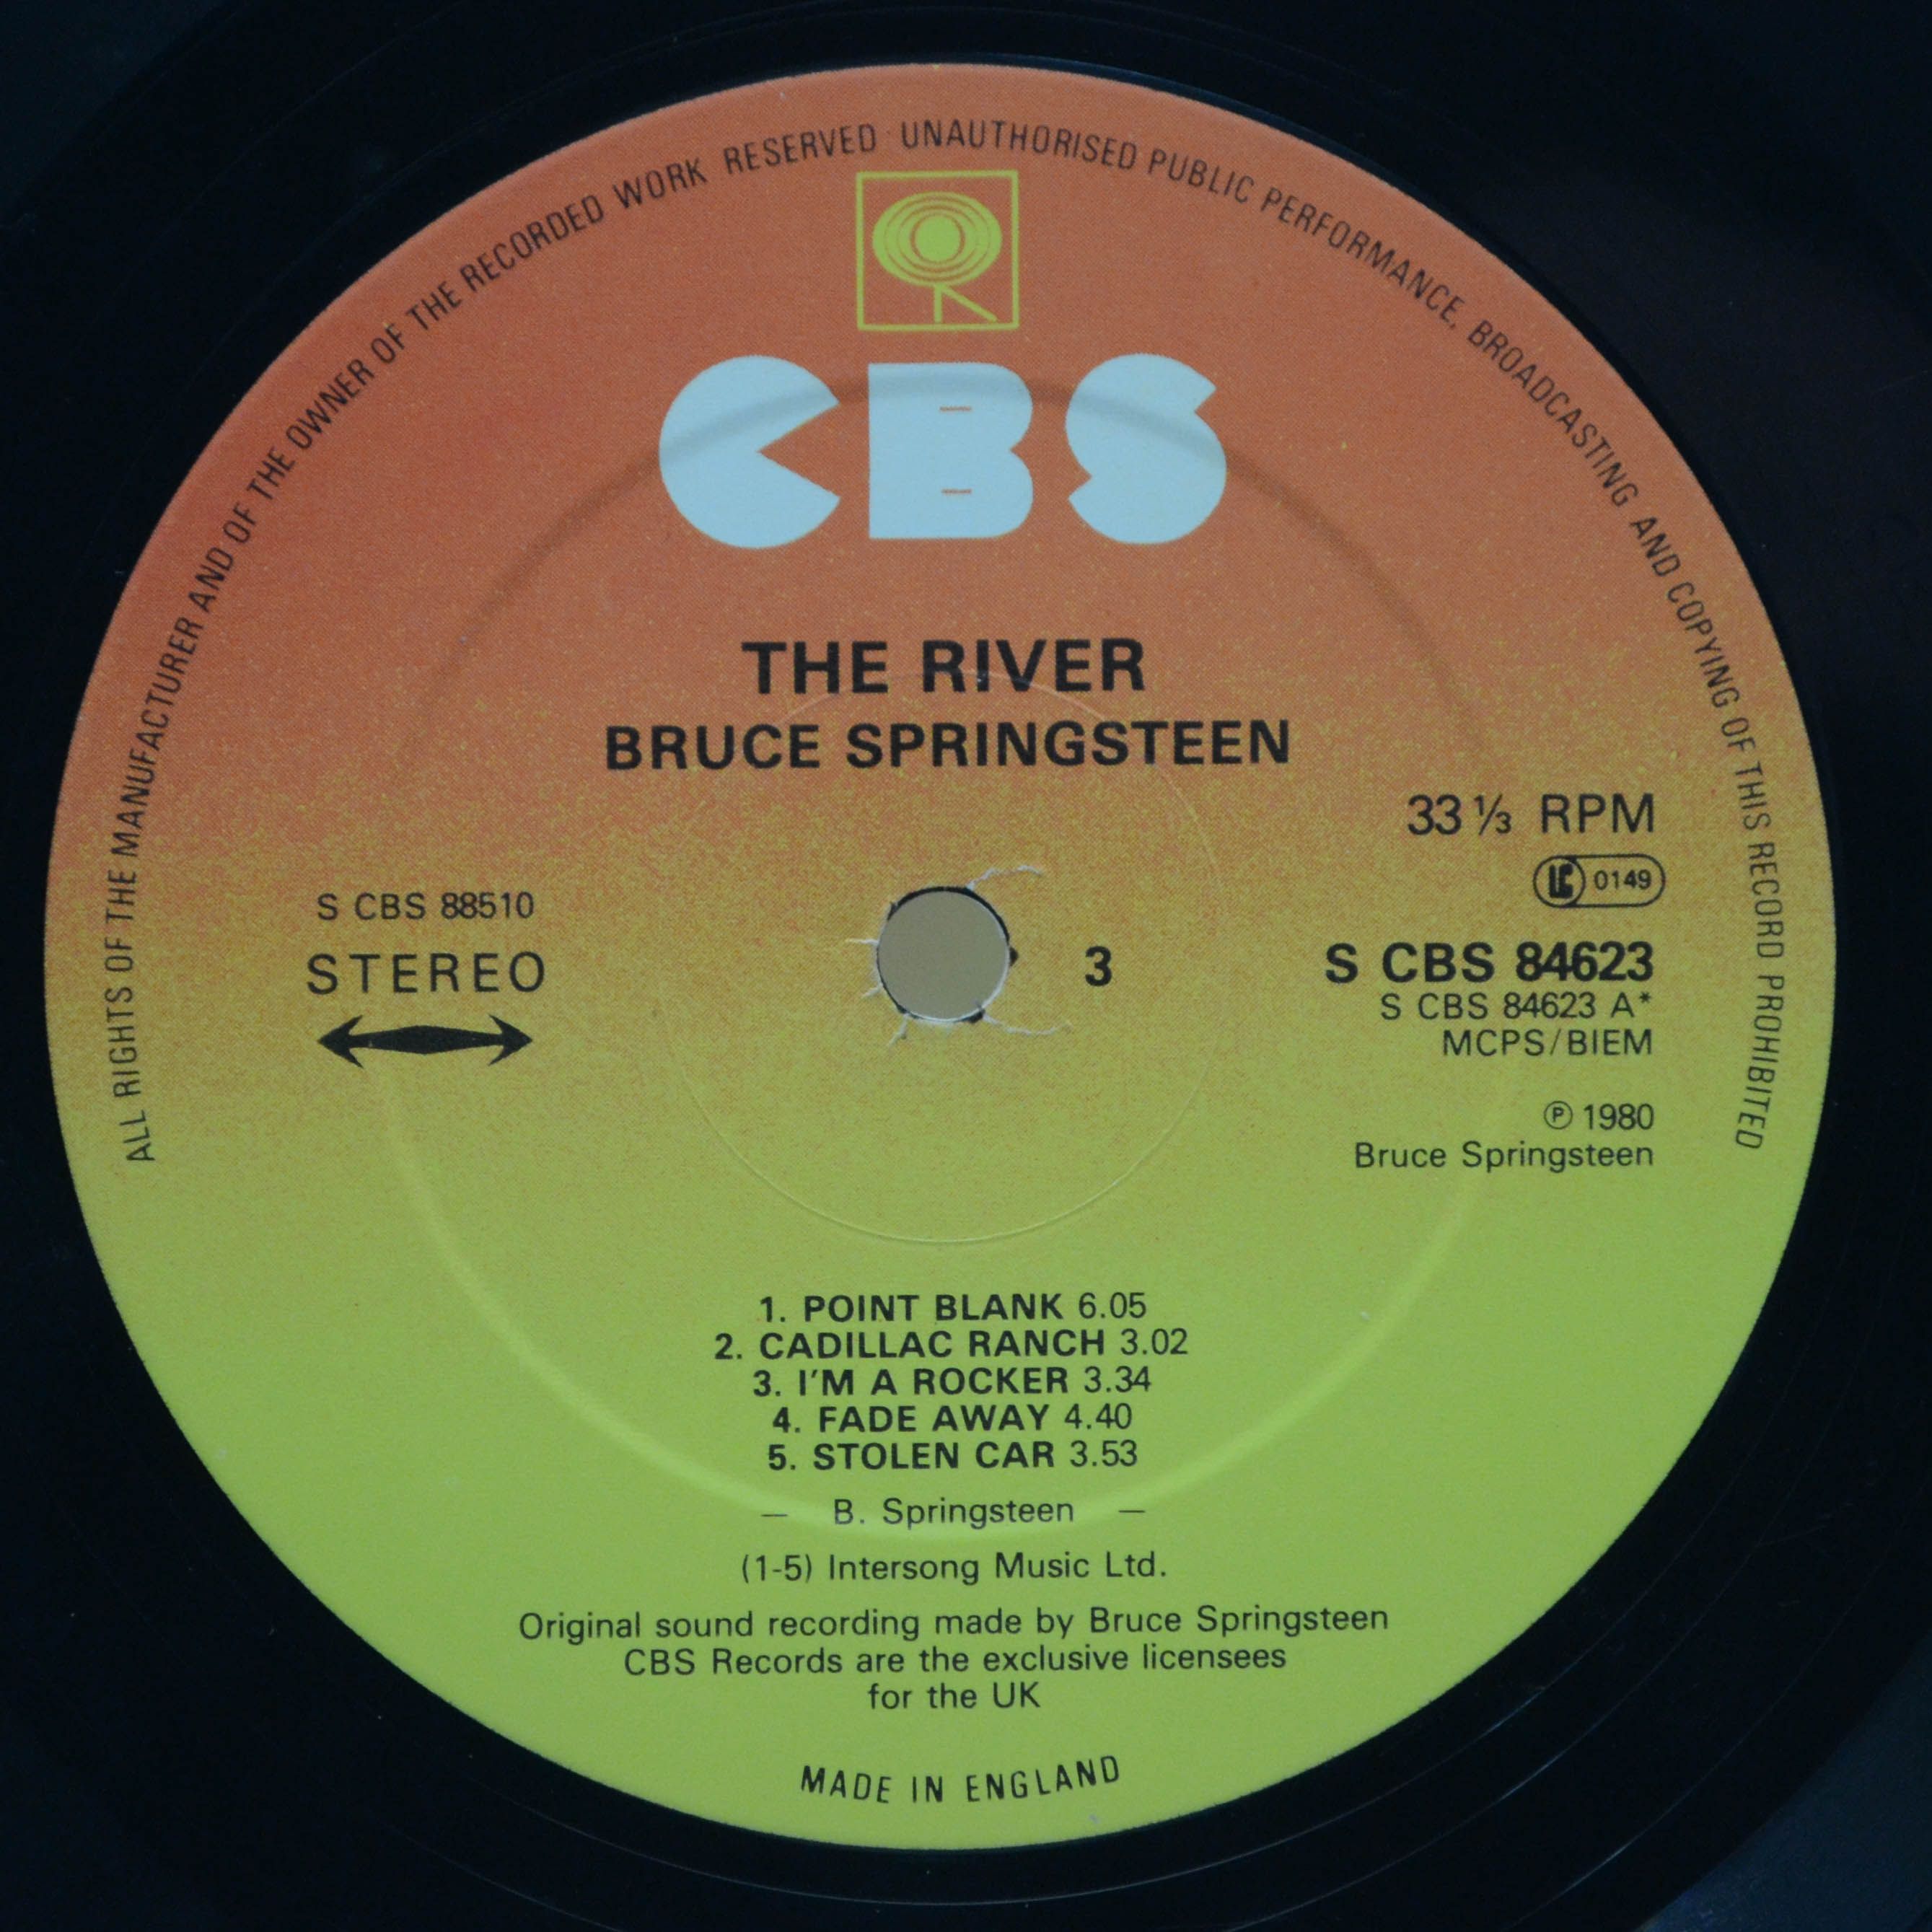 ALL RIGHTS OF THE MANUFACTURER AND OF THE OWNER OF THE RECORDED WORK RESERVED UNAUTHORISED PUBLIC PERFORMANCE, BROADCASTING AND COPYING OF THIS RECORD PROHIBITED
CBS
THE RIVER
BRUCE SPRINGSTEEN
33⅓ RPM
LC 0149
S CBS 88510
STEREO
3
S CBS 84623
S CBS 84623 A*
MCPS/BIEM
℗ 1980
Bruce Springsteen
1. POINT BLANK 6.05
2. CADILLAC RANCH 3.02
3. I'M A ROCKER 3.34
4. FADE AWAY 4.40
5. STOLEN CAR 3.53
— B. Springsteen —
(1-5) Intersong Music Ltd.
Original sound recording made by Bruce Springsteen
CBS Records are the exclusive licensees
for the UK
MADE IN ENGLAND